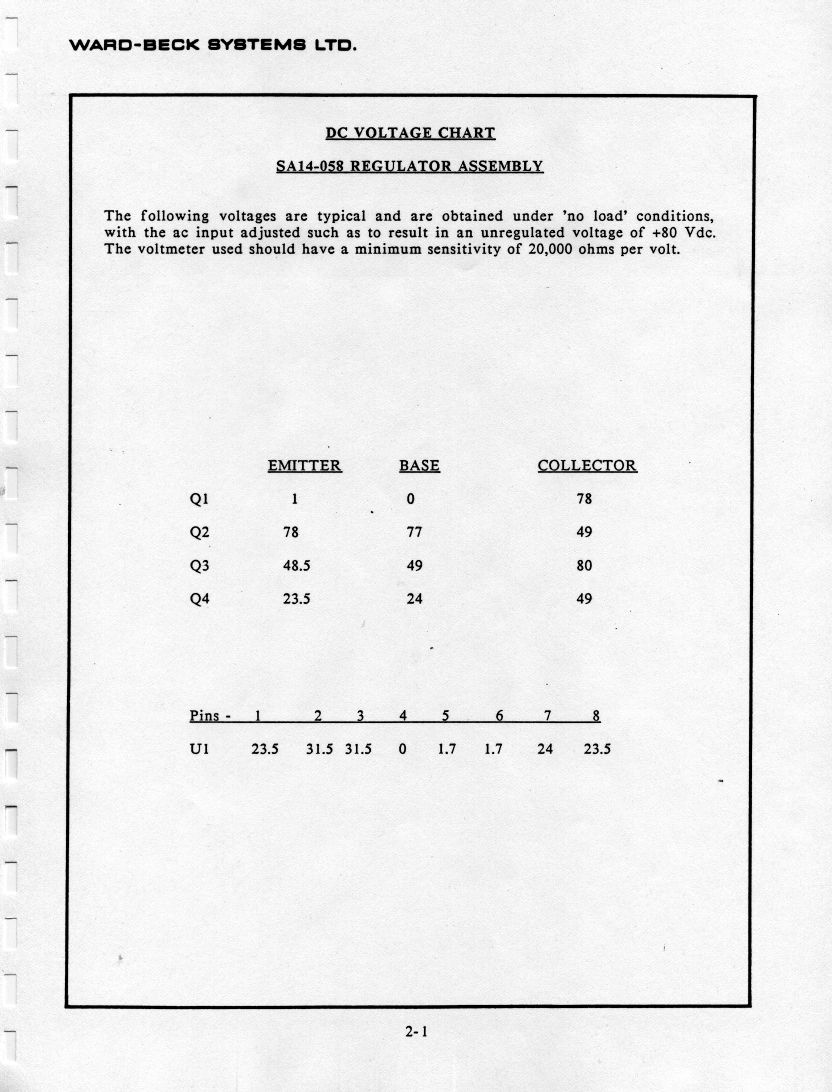 WARD-BECK SYSTEMS LTD.
DC VOLTAGE CHART
SA14-058 REGULATOR ASSEMBLY
The following voltages are typical and are obtained under 'no load' conditions,
with the ac input adjusted such as to result in an unregulated voltage of +80 Vdc.
The voltmeter used should have a minimum sensitivity of 20,000 ohms per volt.
EMITTER BASE COLLECTOR
Q1 1 0 78
Q2 78 77 49
Q3 48.5 49 80
Q4 23.5 24 49
Pins - 1 2 3 4 5 6 7 8
U1 23.5 31.5 31.5 0 1.7 1.7 24 23.5
2-1